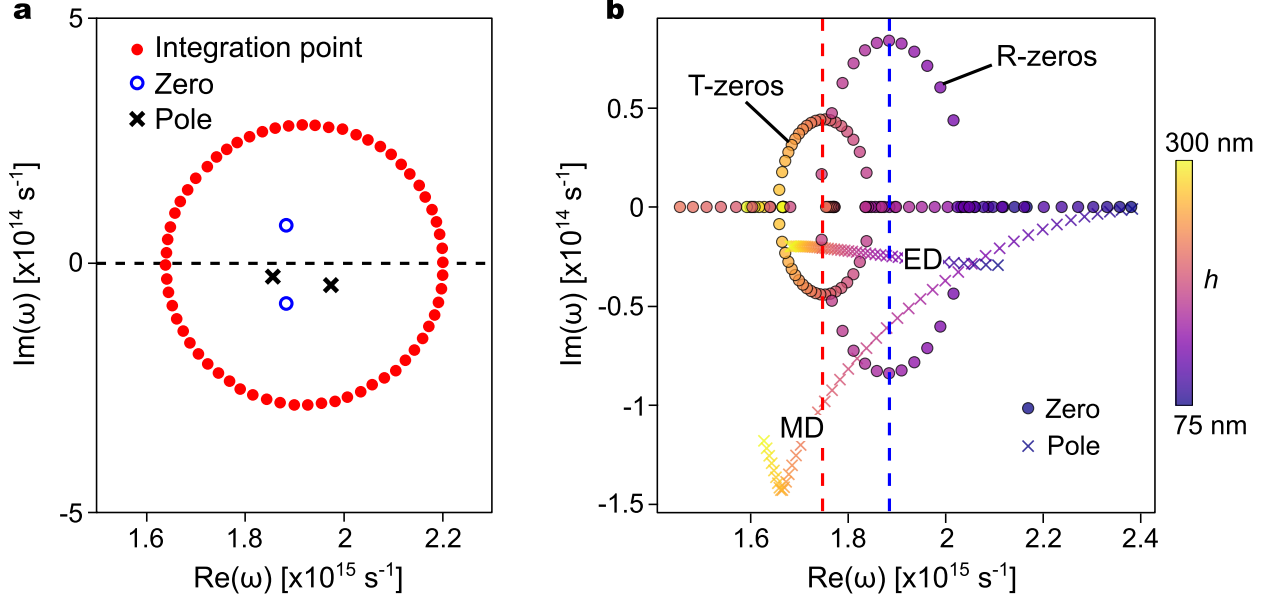 a
5
0
-5
Im(ω) [x10¹⁴ s⁻¹]
Integration point
Zero
Pole
1.6
1.8
2
2.2
Re(ω) [x10¹⁵ s⁻¹]
b
0.5
0
-0.5
-1
-1.5
Im(ω) [x10¹⁴ s⁻¹]
T-zeros
R-zeros
ED
MD
Zero
Pole
1.6
1.8
2
2.2
2.4
Re(ω) [x10¹⁵ s⁻¹]
300 nm
h
75 nm